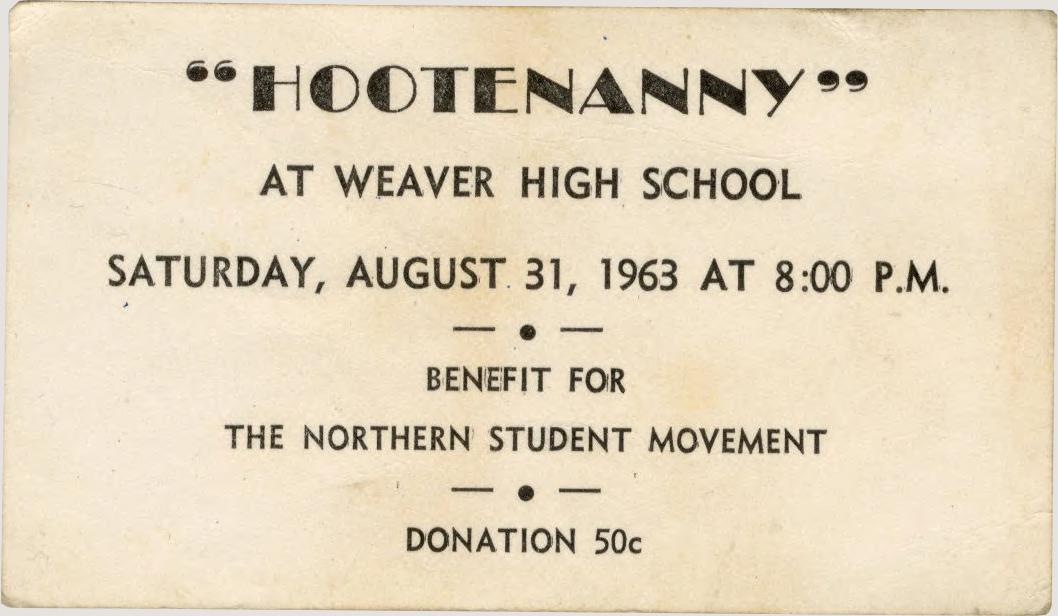 “HOOTENANNY”
AT WEAVER HIGH SCHOOL
SATURDAY, AUGUST 31, 1963 AT 8:00 P.M.
BENEFIT FOR
THE NORTHERN STUDENT MOVEMENT
DONATION 50c